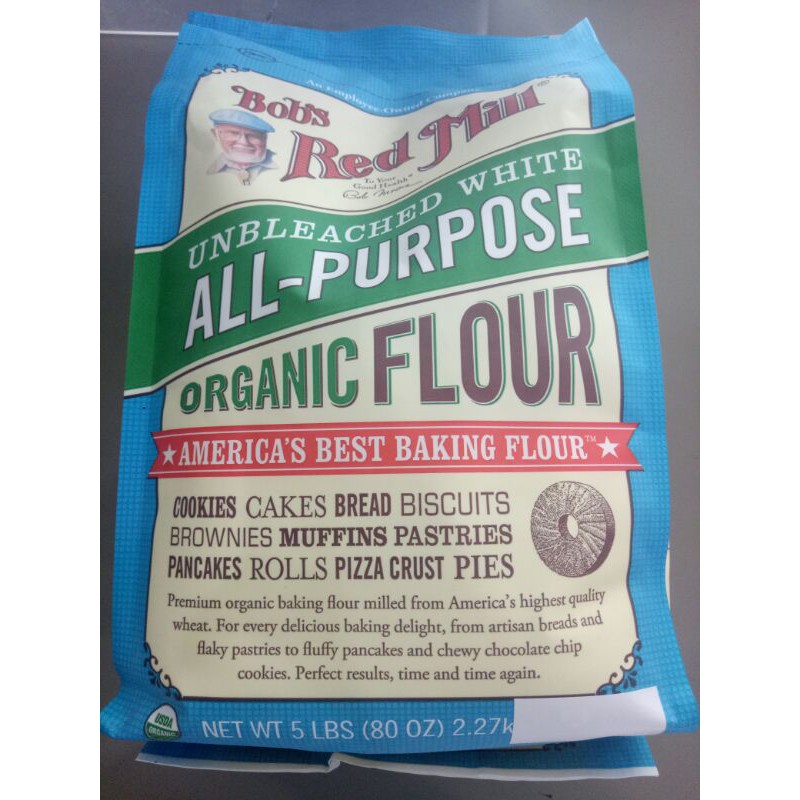 An employee-Owned Company
Bob's
Red Mill®
To Your
Good Health®
Bob Moore
UNBLEACHED WHITE
ALL-PURPOSE
ORGANIC FLOUR
AMERICA'S BEST BAKING FLOUR™
COOKIES CAKES BREAD BISCUITS
BROWNIES MUFFINS PASTRIES
PANCAKES ROLLS PIZZA CRUST PIES
Premium organic baking flour milled from America's highest quality
wheat. For every delicious baking delight, from artisan breads and
flaky pastries to fluffy pancakes and chewy chocolate chip
cookies. Perfect results, time and time again.
USDA
ORGANIC
NET WT 5 LBS (80 OZ) 2.27k